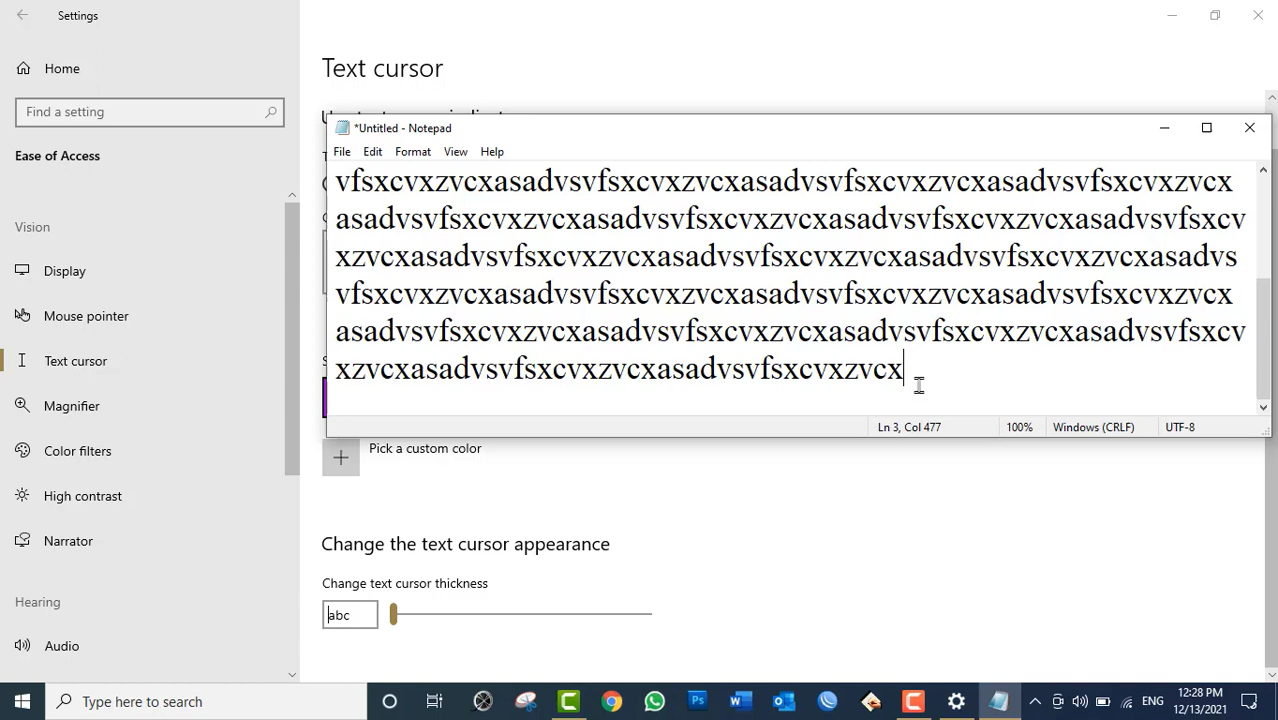 Settings
Home
Find a setting
Ease of Access
Vision
Display
Mouse pointer
Text cursor
Magnifier
Color filters
High contrast
Narrator
Hearing
Audio
Text cursor
*Untitled - Notepad
File Edit Format View Help
vfsxcvxzvcxasadvsvfsxcvxzvcxasadvsvfsxcvxzvcxasadvsvfsxcvxzvcx
asadvsvfsxcvxzvcxasadvsvfsxcvxzvcxasadvsvfsxcvxzvcxasadvsvfsxcv
xzvcxasadvsvfsxcvxzvcxasadvsvfsxcvxzvcxasadvsvfsxcvxzvcxasadvs
vfsxcvxzvcxasadvsvfsxcvxzvcxasadvsvfsxcvxzvcxasadvsvfsxcvxzvcx
asadvsvfsxcvxzvcxasadvsvfsxcvxzvcxasadvsvfsxcvxzvcxasadvsvfsxcv
xzvcxasadvsvfsxcvxzvcxasadvsvfsxcvxzvcx
Ln 3, Col 477 100% Windows (CRLF) UTF-8
Pick a custom color
Change the text cursor appearance
Change text cursor thickness
abc
Type here to search
Ps
ENG
12:28 PM
12/13/2021